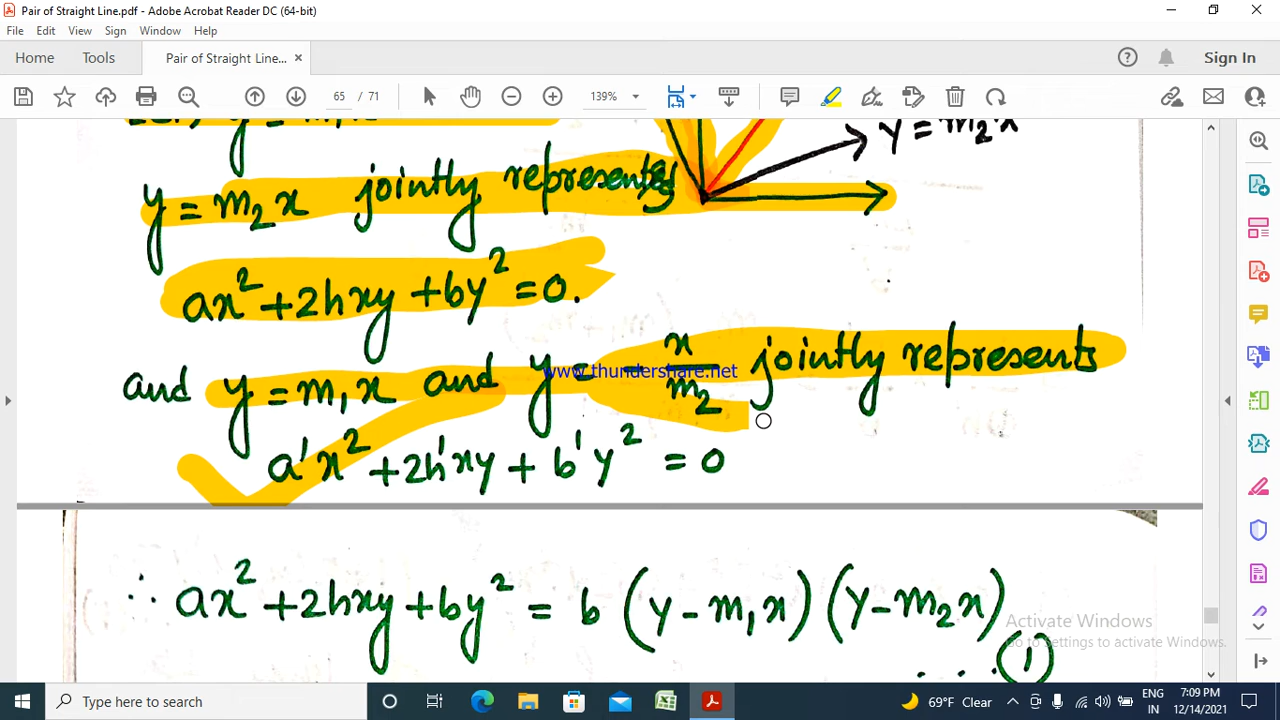 Pair of Straight Line.pdf - Adobe Acrobat Reader DC (64-bit)
File Edit View Sign Window Help
Home Tools Pair of Straight Line... × Sign In
65 / 71 139%
y = m₂x
y = m₂x jointly represents
ax² + 2hxy + by² = 0.
and y = m₁x and y = - x/m₂ jointly represents
www.thundershare.net
a'x² + 2h'xy + b'y² = 0
∴ ax² + 2hxy + by² = b (y - m₁x) (y - m₂x)
... (1)
Activate Windows
Go to Settings to activate Windows.
Type here to search
69°F Clear
ENG
IN
7:09 PM
12/14/2021